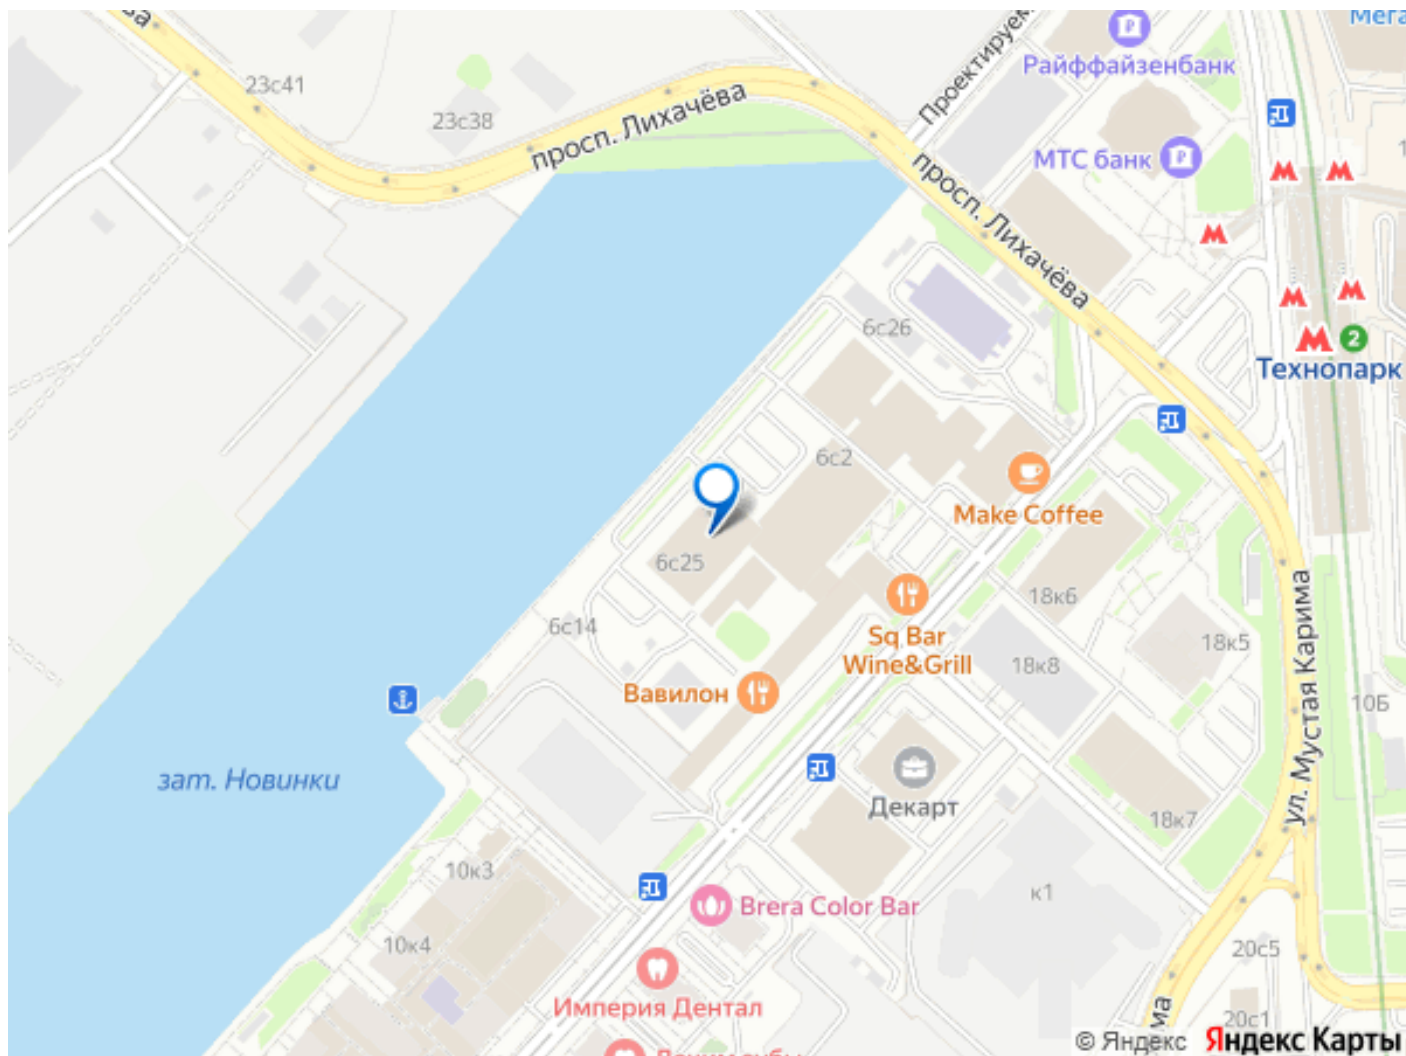 ва
Мега
Проектируем
Райффайзенбанк
23с41
23с38
просп. Лихачёва
МТС банк
просп. Лихачёва
6с26
2
Технопарк
6с2
Make Coffee
6с25
18к6
Sq Bar
Wine&Grill
6с14
18к5
18к8
Вавилон
ул. Мустая Карима
10Б
зат. Новинки
Декарт
18к7
10к3
к1
Brera Color Bar
10к4
20с5
Империя Дентал
20с1
ма
© Яндекс Яндекс Карты